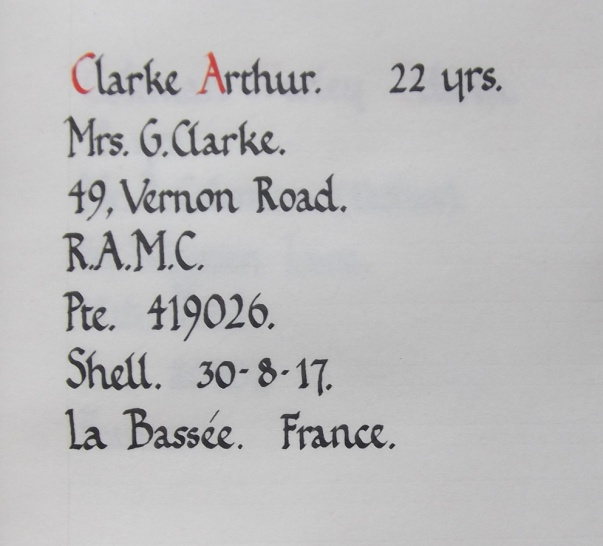 Clarke Arthur. 22 yrs.
Mrs. G. Clarke.
49, Vernon Road.
R.A.M.C.
Pte. 419026.
Shell. 30-8-17.
La Bassée. France.